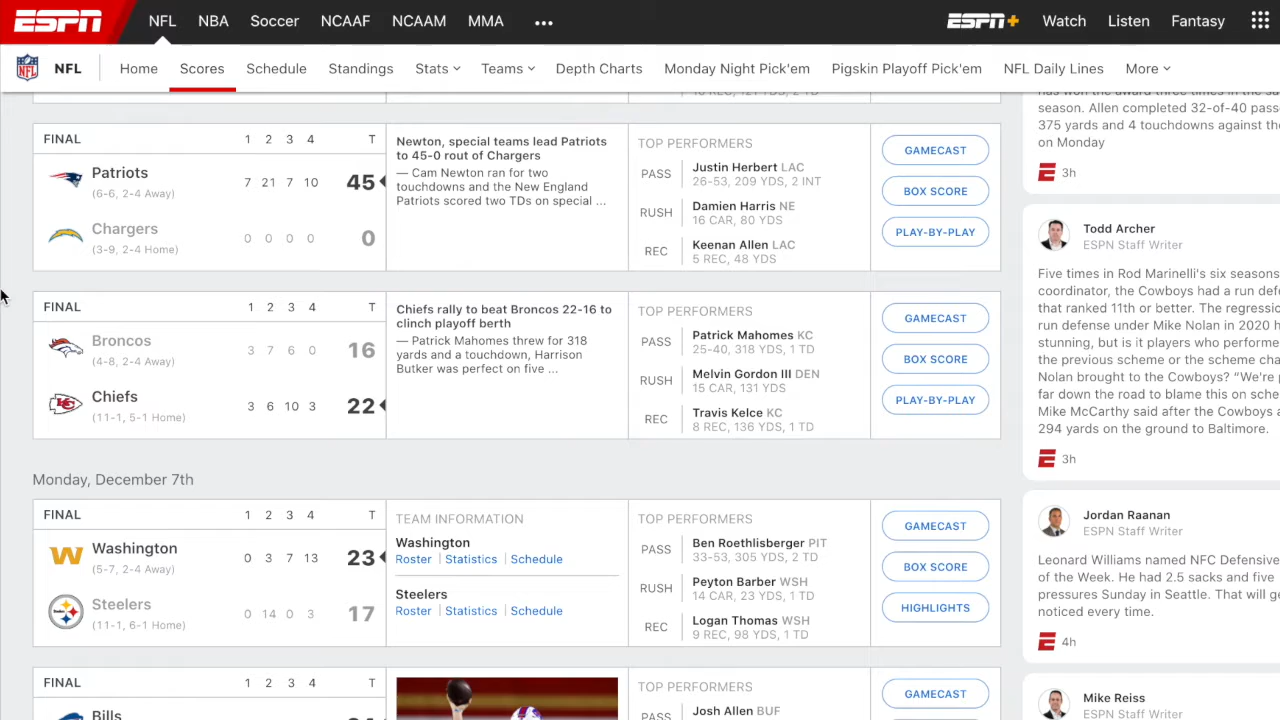 ESPN NFL NBA Soccer NCAAF NCAAM MMA ••• ESPN+ Watch Listen Fantasy
NFL Home Scores Schedule Standings Stats Teams Depth Charts Monday Night Pick'em Pigskin Playoff Pick'em NFL Daily Lines More
FINAL 1 2 3 4 T
Patriots 7 21 7 10 45
(6-6, 2-4 Away)
Chargers 0 0 0 0 0
(3-9, 2-4 Home)
Newton, special teams lead Patriots
to 45-0 rout of Chargers
— Cam Newton ran for two
touchdowns and the New England
Patriots scored two TDs on special ...
TOP PERFORMERS
PASS Justin Herbert LAC
26-53, 209 YDS, 2 INT
RUSH Damien Harris NE
16 CAR, 80 YDS
REC Keenan Allen LAC
5 REC, 48 YDS
GAMECAST
BOX SCORE
PLAY-BY-PLAY
FINAL 1 2 3 4 T
Broncos 3 7 6 0 16
(4-8, 2-4 Away)
Chiefs 3 6 10 3 22
(11-1, 5-1 Home)
Chiefs rally to beat Broncos 22-16 to
clinch playoff berth
— Patrick Mahomes threw for 318
yards and a touchdown, Harrison
Butker was perfect on five ...
TOP PERFORMERS
PASS Patrick Mahomes KC
25-40, 318 YDS, 1 TD
RUSH Melvin Gordon III DEN
15 CAR, 131 YDS
REC Travis Kelce KC
8 REC, 136 YDS, 1 TD
GAMECAST
BOX SCORE
PLAY-BY-PLAY
Monday, December 7th
FINAL 1 2 3 4 T
Washington 0 3 7 13 23
(5-7, 2-4 Away)
Steelers 0 14 0 3 17
(11-1, 6-1 Home)
TEAM INFORMATION
Washington
Roster Statistics Schedule
Steelers
Roster Statistics Schedule
TOP PERFORMERS
PASS Ben Roethlisberger PIT
33-53, 305 YDS, 2 TD
RUSH Peyton Barber WSH
14 CAR, 23 YDS, 1 TD
REC Logan Thomas WSH
9 REC, 98 YDS, 1 TD
GAMECAST
BOX SCORE
HIGHLIGHTS
FINAL 1 2 3 4 T
Bills
TOP PERFORMERS
PASS Josh Allen BUF
GAMECAST
has won the award three times in the sa
season. Allen completed 32-of-40 pass
375 yards and 4 touchdowns against the
on Monday
3h
Todd Archer
ESPN Staff Writer
Five times in Rod Marinelli's six seasons
coordinator, the Cowboys had a run defe
that ranked 11th or better. The regressio
run defense under Mike Nolan in 2020 h
stunning, but is it players who performe
the previous scheme or the scheme cha
Nolan brought to the Cowboys? "We're p
far down the road to blame this on sche
Mike McCarthy said after the Cowboys a
294 yards on the ground to Baltimore.
3h
Jordan Raanan
ESPN Staff Writer
Leonard Williams named NFC Defensive
of the Week. He had 2.5 sacks and five
pressures Sunday in Seattle. That will ge
noticed every time.
4h
Mike Reiss
ESPN Staff Writer